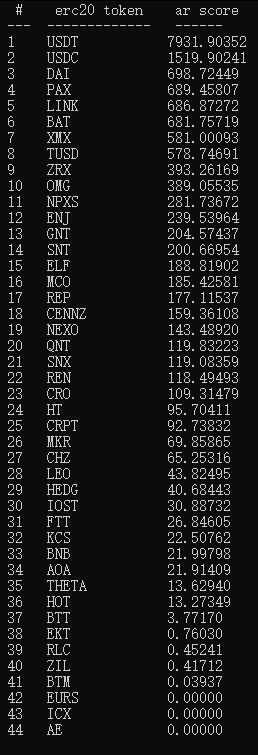 # erc20 token ar score
--- ------------- ------
1 USDT 7931.90352
2 USDC 1519.90241
3 DAI 698.72449
4 PAX 689.45807
5 LINK 686.87272
6 BAT 681.75719
7 XMX 581.00093
8 TUSD 578.74691
9 ZRX 393.26169
10 OMG 389.05535
11 NPXS 281.73672
12 ENJ 239.53964
13 GNT 204.57437
14 SNT 200.66954
15 ELF 188.81902
16 MCO 185.42581
17 REP 177.11537
18 CENNZ 159.36108
19 NEXO 143.48920
20 QNT 119.83223
21 SNX 119.08359
22 REN 118.49493
23 CRO 109.31479
24 HT 95.70411
25 CRPT 92.73832
26 MKR 69.85865
27 CHZ 65.25316
28 LEO 43.82495
29 HEDG 40.68443
30 IOST 30.88732
31 FTT 26.84605
32 KCS 22.50762
33 BNB 21.99798
34 AOA 21.91409
35 THETA 13.62940
36 HOT 13.27349
37 BTT 3.77170
38 EKT 0.76030
39 RLC 0.45241
40 ZIL 0.41712
41 BTM 0.03937
42 EURS 0.00000
43 ICX 0.00000
44 AE 0.00000